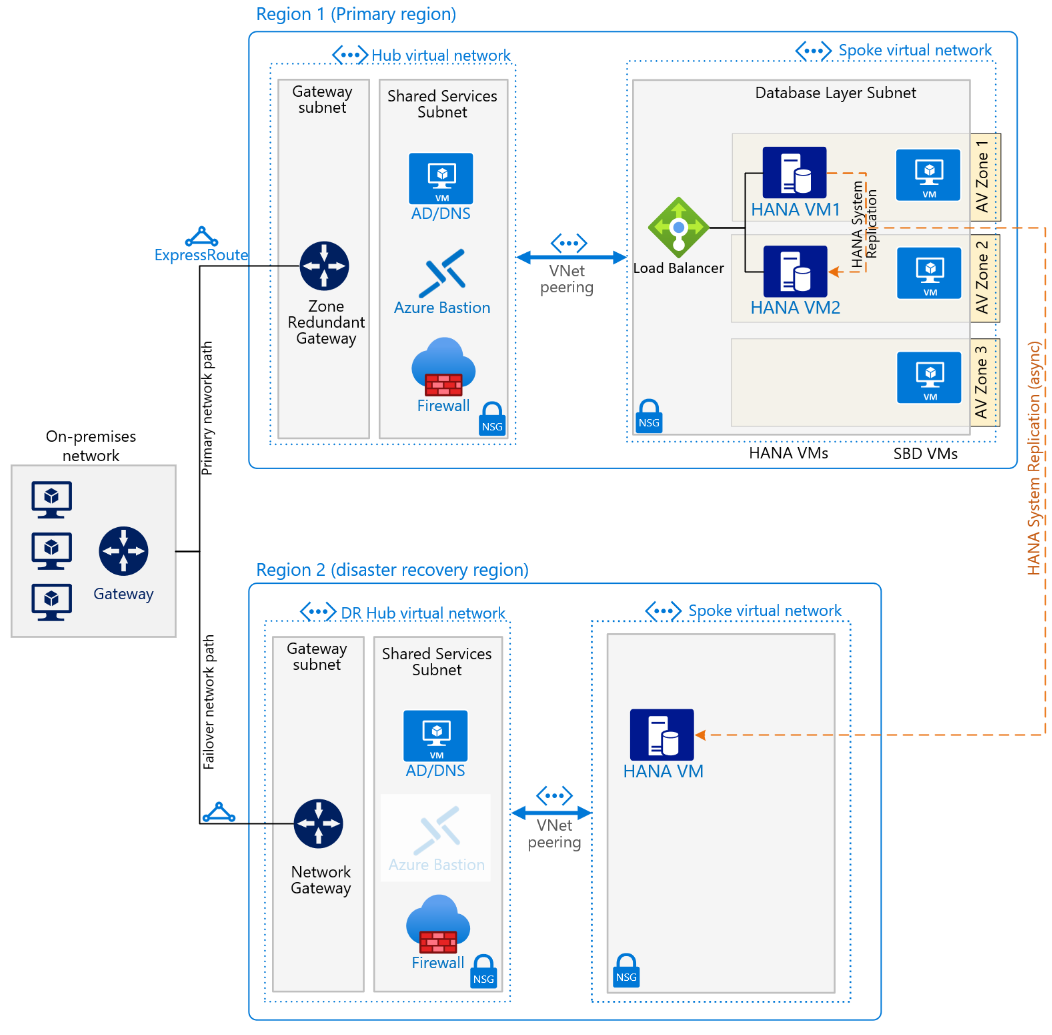 Region 1 (Primary region)
Hub virtual network
Spoke virtual network
Gateway
subnet
Shared Services
Subnet
Database Layer Subnet
VM
AD/DNS
HANA VM1
VM
AV Zone 1
HANA System
Replication
ExpressRoute
Azure Bastion
Zone
Redundant
Gateway
VNet
peering
Load Balancer
HANA VM2
VM
AV Zone 2
Firewall
NSG
NSG
VM
AV Zone 3
HANA VMs
SBD VMs
Primary network path
HANA System Replication (async)
On-premises
network
Gateway
Failover network path
Region 2 (disaster recovery region)
DR Hub virtual network
Spoke virtual network
Gateway
subnet
Shared Services
Subnet
VM
AD/DNS
HANA VM
Azure Bastion
VNet
peering
Network
Gateway
Firewall
NSG
NSG